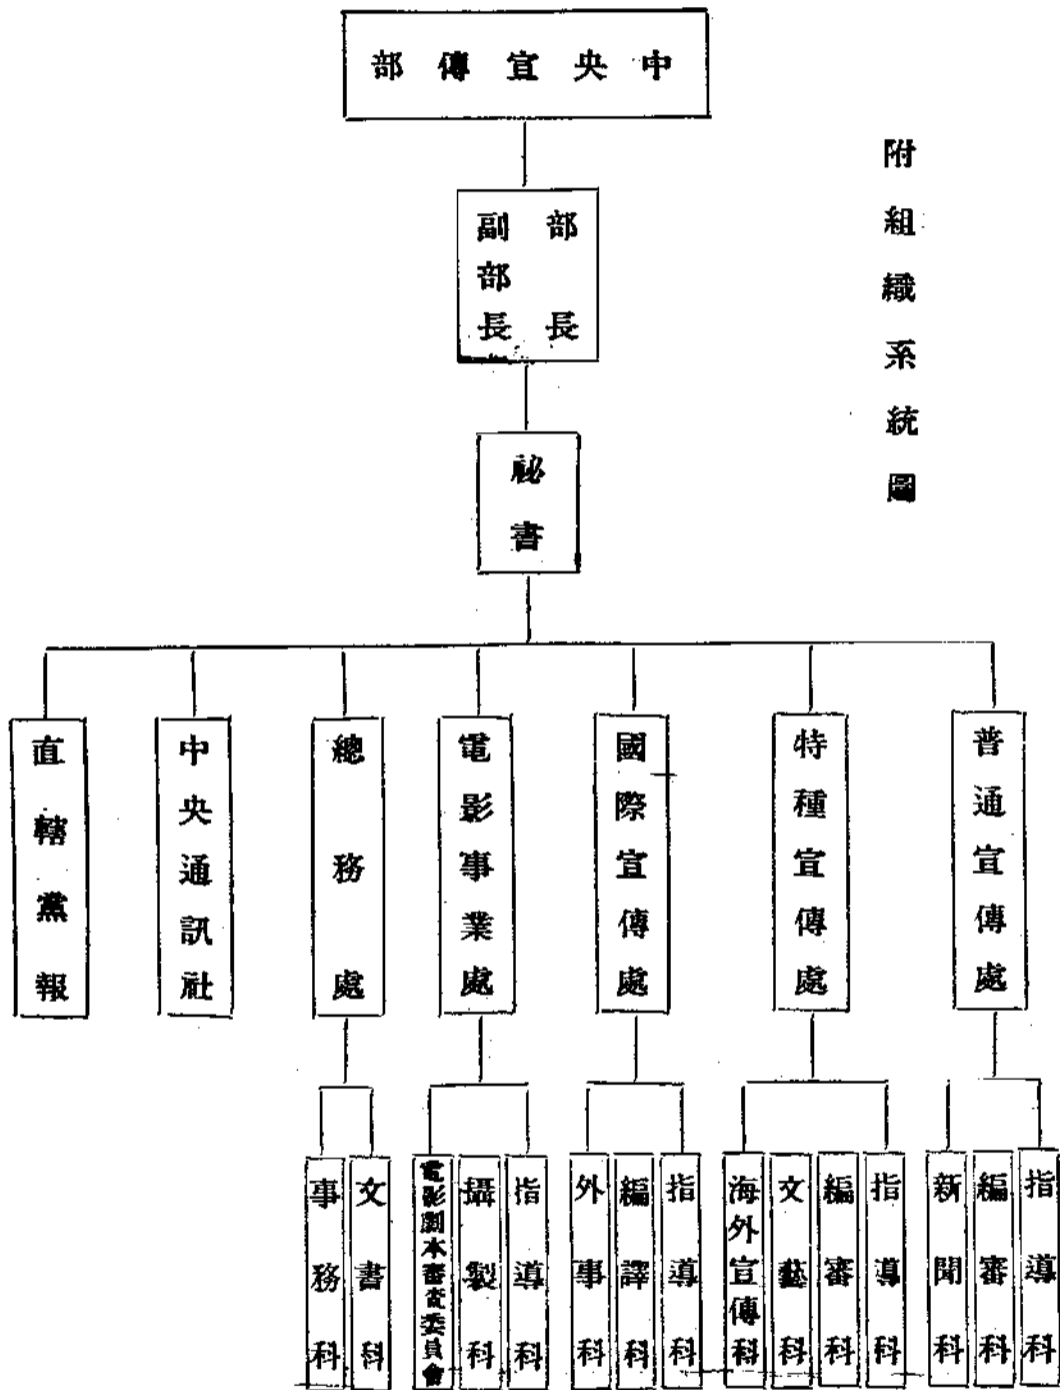 附組織系統圖
中央宣傳部
部長
副部長
祕書
普通宣傳處
特種宣傳處
國際宣傳處
電影事業處
總務處
中央通訊社
直轄黨報
指導科
編審科
新聞科
指導科
編審科
文藝科
海外宣傳科
指導科
編譯科
外事科
指導科
攝製科
電影劇本審查委員會
文書科
事務科